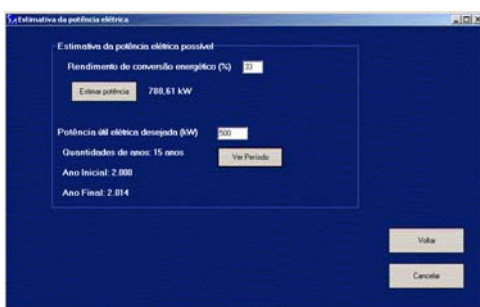 Estimativa da potência elétrica
Estimativa da potência elétrica possível
Rendimento de conversão energético (%) 33
Estimar potência 780,61 kW
Potência útil elétrica desejada (kW) 500
Quantidades de anos: 15 anos
Ver Período
Ano Inicial: 2.000
Ano Final: 2.014
Voltar
Cancelar